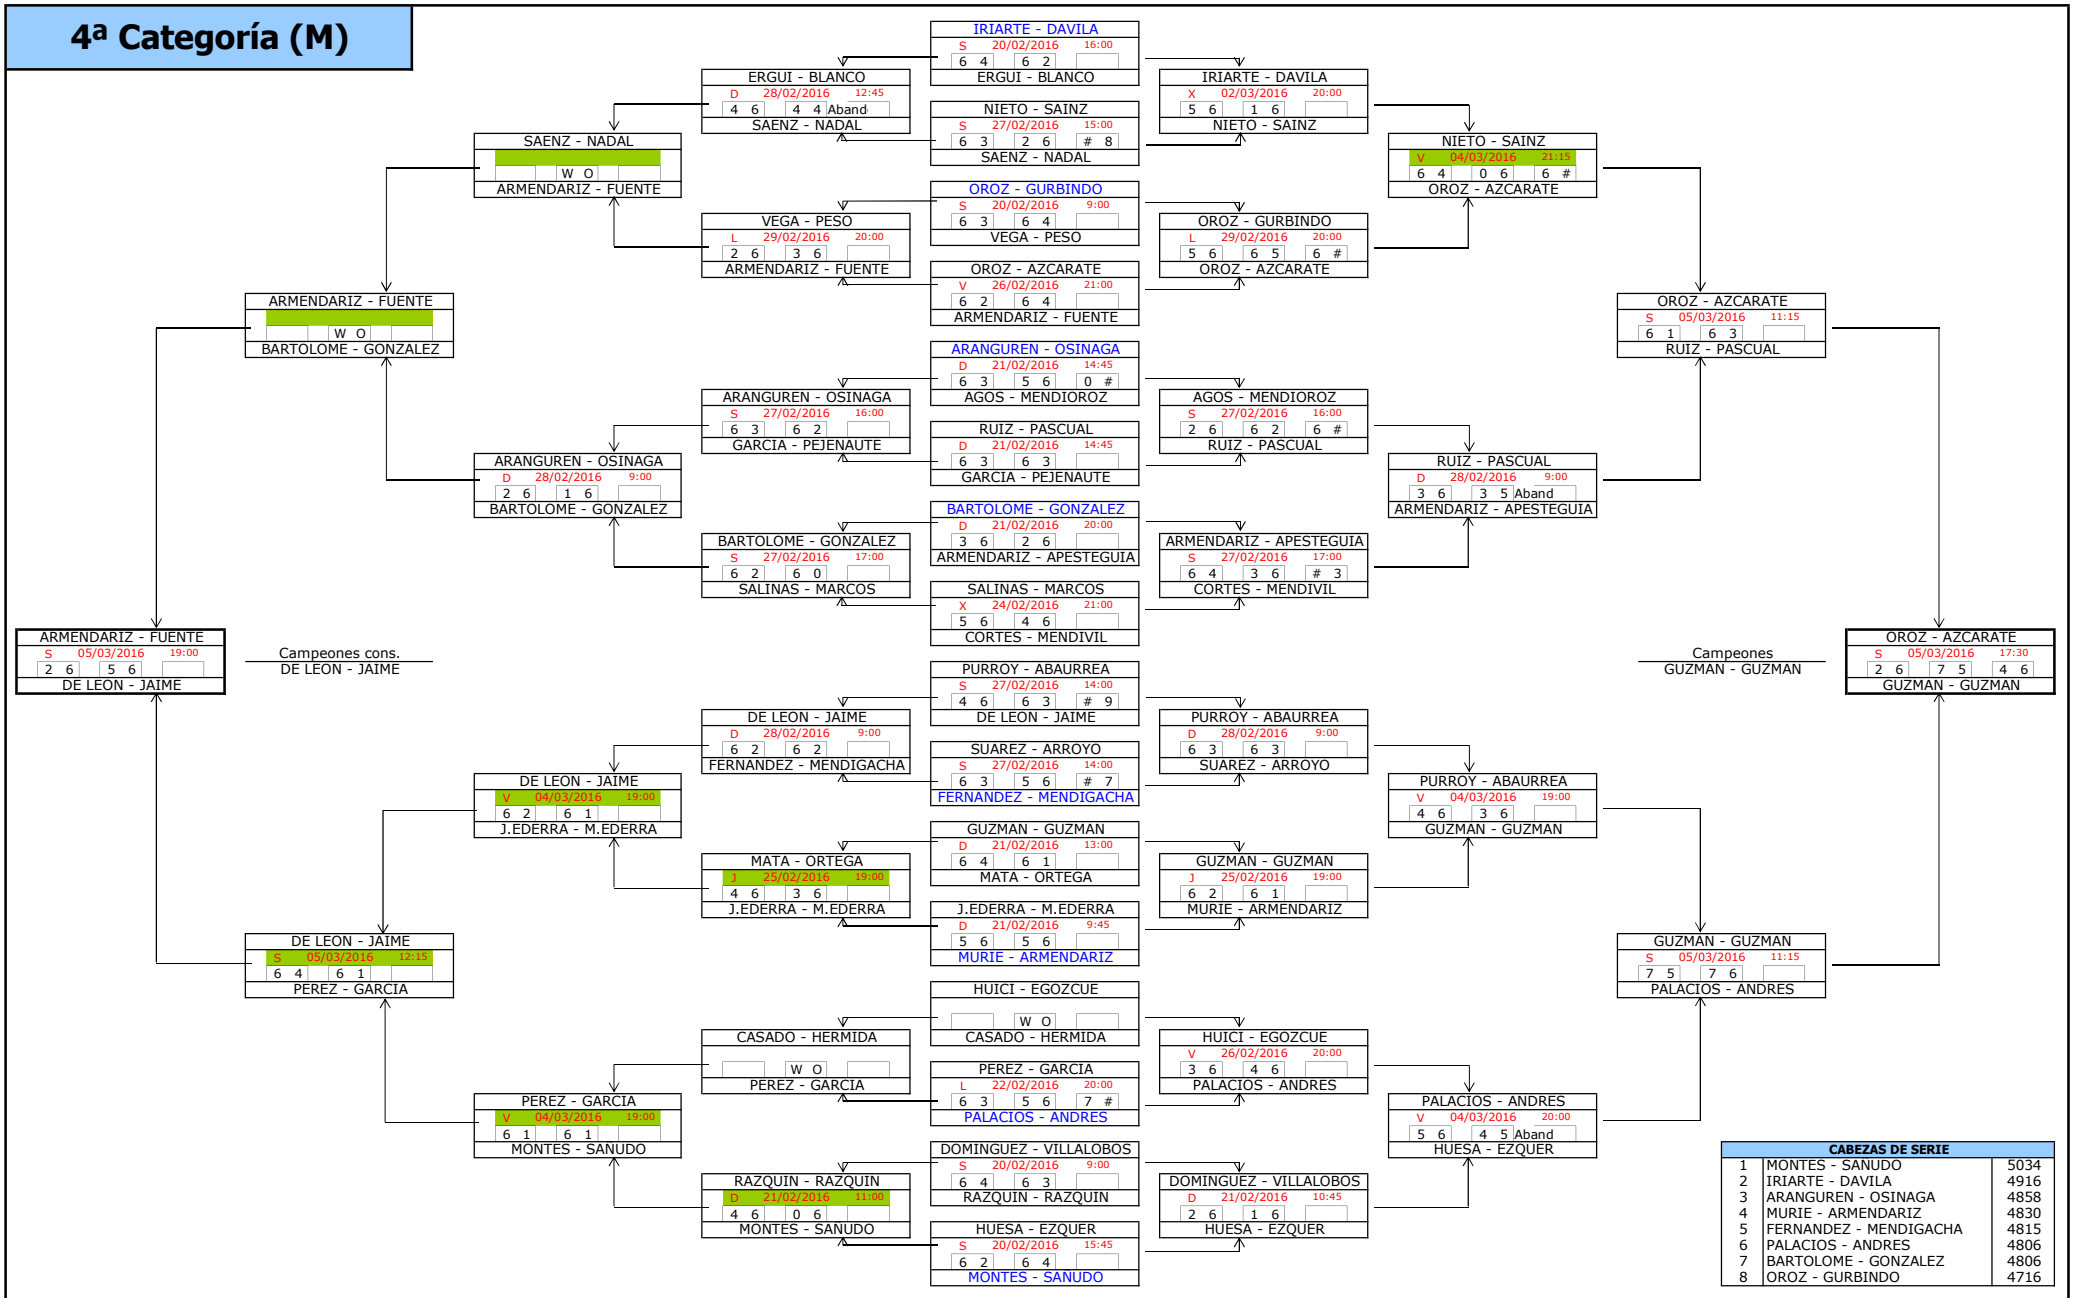 4ª Categoría (M)
ARMENDARIZ - FUENTE
S 05/03/2016 19:00
2 6 5 6
DE LEON - JAIME
Campeones cons.
DE LEON - JAIME
ARMENDARIZ - FUENTE
W O
BARTOLOME - GONZALEZ
DE LEON - JAIME
S 05/03/2016 12:15
6 4 6 1
PEREZ - GARCIA
SAENZ - NADAL
W O
ARMENDARIZ - FUENTE
ARANGUREN - OSINAGA
D 28/02/2016 9:00
2 6 1 6
BARTOLOME - GONZALEZ
DE LEON - JAIME
V 04/03/2016 19:00
6 2 6 1
J.EDERRA - M.EDERRA
PEREZ - GARCIA
V 04/03/2016 19:00
6 1 6 1
MONTES - SANUDO
ERGUI - BLANCO
D 28/02/2016 12:45
4 6 4 4 Aband
SAENZ - NADAL
VEGA - PESO
L 29/02/2016 20:00
2 6 3 6
ARMENDARIZ - FUENTE
ARANGUREN - OSINAGA
S 27/02/2016 16:00
6 3 6 2
GARCIA - PEJENAUTE
BARTOLOME - GONZALEZ
S 27/02/2016 17:00
6 2 6 0
SALINAS - MARCOS
DE LEON - JAIME
D 28/02/2016 9:00
6 2 6 2
FERNANDEZ - MENDIGACHA
MATA - ORTEGA
J 25/02/2016 19:00
4 6 3 6
J.EDERRA - M.EDERRA
CASADO - HERMIDA
W O
PEREZ - GARCIA
RAZQUIN - RAZQUIN
D 21/02/2016 11:00
4 6 0 6
MONTES - SANUDO
IRIARTE - DAVILA
S 20/02/2016 16:00
6 4 6 2
ERGUI - BLANCO
NIETO - SAINZ
S 27/02/2016 15:00
6 3 2 6 # 8
SAENZ - NADAL
OROZ - GURBINDO
S 20/02/2016 9:00
6 3 6 4
VEGA - PESO
OROZ - AZCARATE
V 26/02/2016 21:00
6 2 6 4
ARMENDARIZ - FUENTE
ARANGUREN - OSINAGA
D 21/02/2016 14:45
6 3 5 6 0 #
AGOS - MENDIOROZ
RUIZ - PASCUAL
D 21/02/2016 14:45
6 3 6 3
GARCIA - PEJENAUTE
BARTOLOME - GONZALEZ
D 21/02/2016 20:00
3 6 2 6
ARMENDARIZ - APESTEGUIA
SALINAS - MARCOS
X 24/02/2016 21:00
5 6 4 6
CORTES - MENDIVIL
PURROY - ABAURREA
S 27/02/2016 14:00
4 6 6 3 # 9
DE LEON - JAIME
SUAREZ - ARROYO
S 27/02/2016 14:00
6 3 5 6 # 7
FERNANDEZ - MENDIGACHA
GUZMAN - GUZMAN
D 21/02/2016 13:00
6 4 6 1
MATA - ORTEGA
J.EDERRA - M.EDERRA
D 21/02/2016 9:45
5 6 5 6
MURIE - ARMENDARIZ
HUICI - EGOZCUE
W O
CASADO - HERMIDA
PEREZ - GARCIA
L 22/02/2016 20:00
6 3 5 6 7 #
PALACIOS - ANDRES
DOMINGUEZ - VILLALOBOS
S 20/02/2016 9:00
6 4 6 3
RAZQUIN - RAZQUIN
HUESA - EZQUER
S 20/02/2016 15:45
6 2 6 4
MONTES - SANUDO
IRIARTE - DAVILA
X 02/03/2016 20:00
5 6 1 6
NIETO - SAINZ
OROZ - GURBINDO
L 29/02/2016 20:00
5 6 6 5 6 #
OROZ - AZCARATE
AGOS - MENDIOROZ
S 27/02/2016 16:00
2 6 6 2 6 #
RUIZ - PASCUAL
ARMENDARIZ - APESTEGUIA
S 27/02/2016 17:00
6 4 3 6 # 3
CORTES - MENDIVIL
PURROY - ABAURREA
D 28/02/2016 9:00
6 3 6 3
SUAREZ - ARROYO
GUZMAN - GUZMAN
J 25/02/2016 19:00
6 2 6 1
MURIE - ARMENDARIZ
HUICI - EGOZCUE
V 26/02/2016 20:00
3 6 4 6
PALACIOS - ANDRES
DOMINGUEZ - VILLALOBOS
D 21/02/2016 10:45
2 6 1 6
HUESA - EZQUER
NIETO - SAINZ
V 04/03/2016 21:15
6 4 0 6 6 #
OROZ - AZCARATE
RUIZ - PASCUAL
D 28/02/2016 9:00
3 6 3 5 Aband
ARMENDARIZ - APESTEGUIA
PURROY - ABAURREA
V 04/03/2016 19:00
4 6 3 6
GUZMAN - GUZMAN
PALACIOS - ANDRES
V 04/03/2016 20:00
5 6 4 5 Aband
HUESA - EZQUER
OROZ - AZCARATE
S 05/03/2016 11:15
6 1 6 3
RUIZ - PASCUAL
GUZMAN - GUZMAN
S 05/03/2016 11:15
7 5 7 6
PALACIOS - ANDRES
Campeones
GUZMAN - GUZMAN
OROZ - AZCARATE
S 05/03/2016 17:30
2 6 7 5 4 6
GUZMAN - GUZMAN
CABEZAS DE SERIE
1 MONTES - SANUDO 5034
2 IRIARTE - DAVILA 4916
3 ARANGUREN - OSINAGA 4858
4 MURIE - ARMENDARIZ 4830
5 FERNANDEZ - MENDIGACHA 4815
6 PALACIOS - ANDRES 4806
7 BARTOLOME - GONZALEZ 4806
8 OROZ - GURBINDO 4716